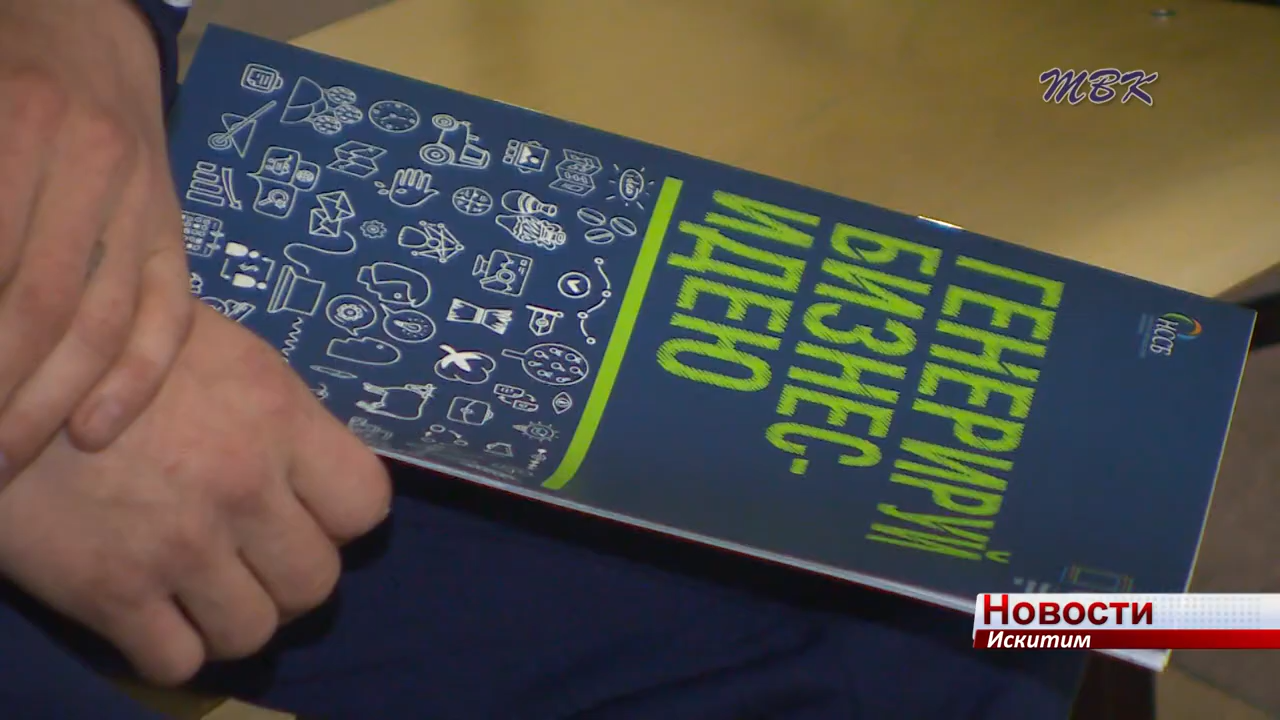 ТВК
НССБ
ГЕНЕРИРУЙ
БИЗНЕС-
ИДЕЮ
Новости
Искитим